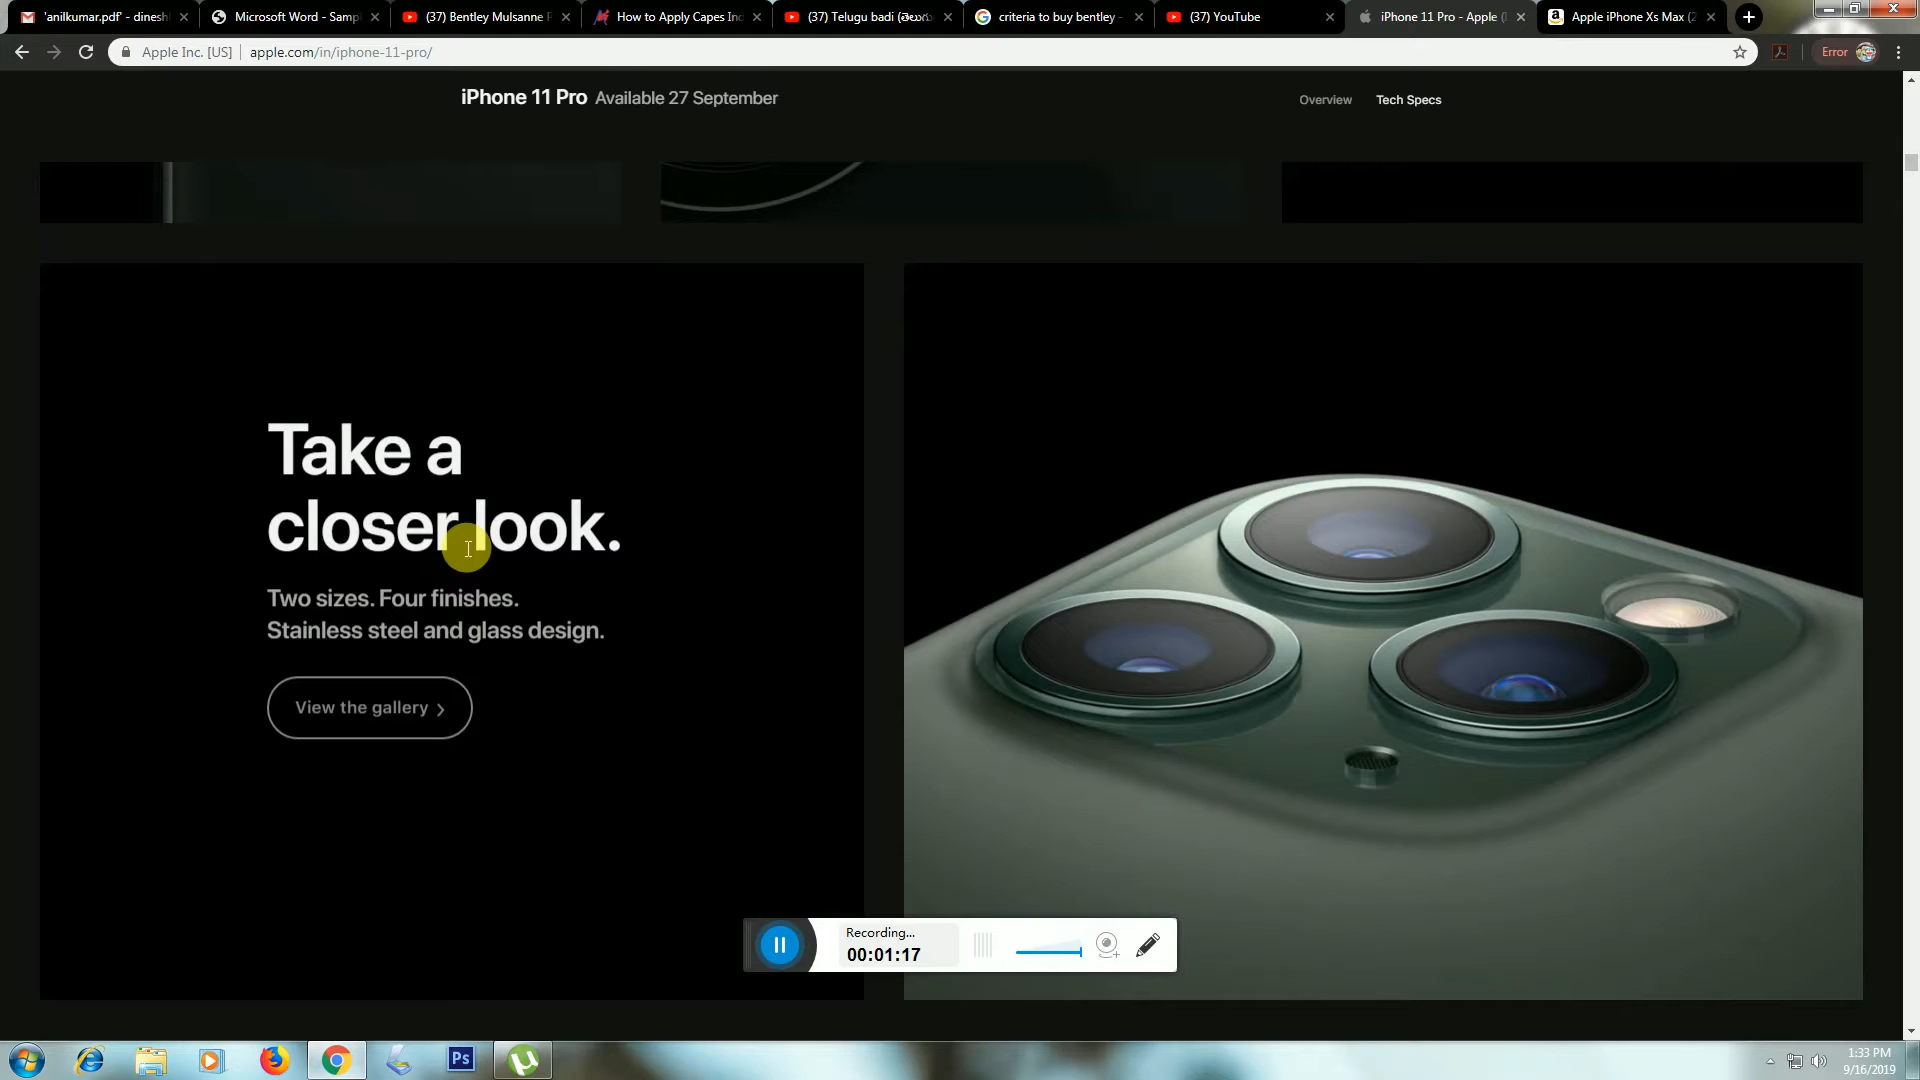 'anilkumar.pdf' - dinesh
Microsoft Word - Samp
(37) Bentley Mulsanne P
How to Apply Capes Ind
(37) Telugu badi (తెలుగు
criteria to buy bentley -
(37) YouTube
iPhone 11 Pro - Apple (
Apple iPhone Xs Max (2
Apple Inc. [US]
apple.com/in/iphone-11-pro/
Error
iPhone 11 Pro Available 27 September
Overview
Tech Specs
Take a
closer look.
Two sizes. Four finishes.
Stainless steel and glass design.
View the gallery
Recording...
00:01:17
Ps
1:33 PM
9/16/2019